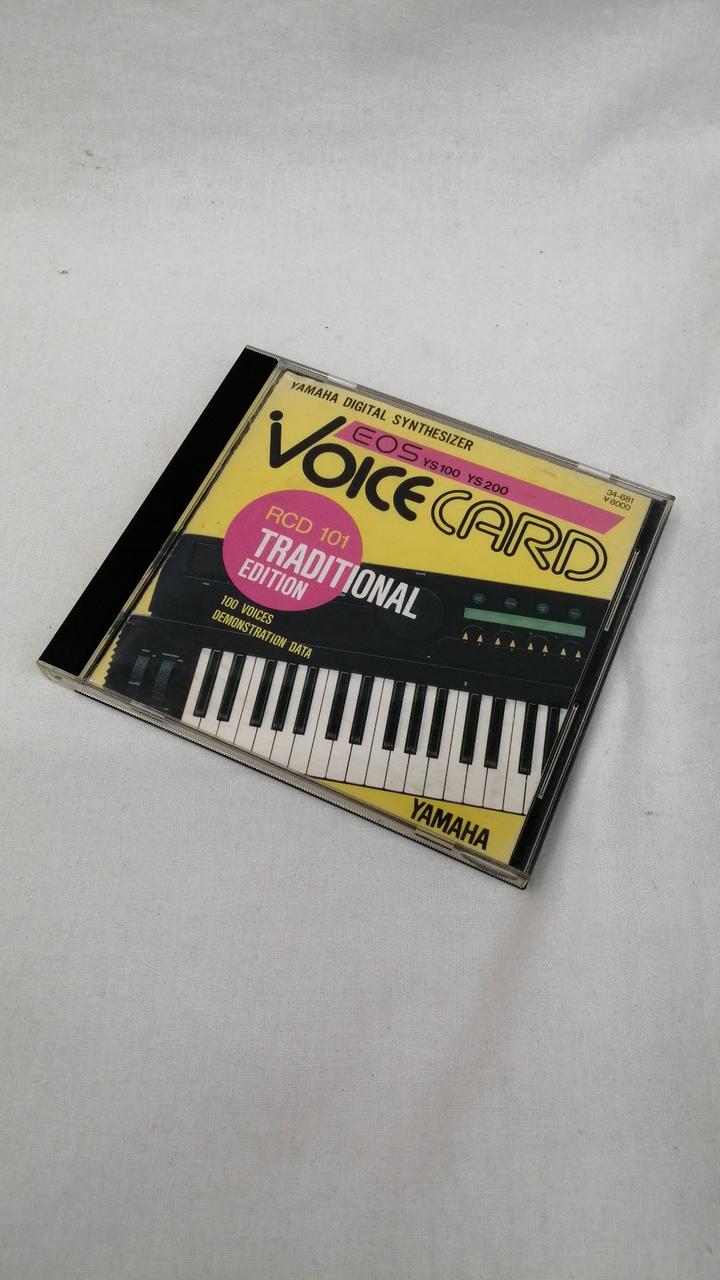 YAMAHA DIGITAL SYNTHESIZER
EOS YS100 YS200
VOICE CARD
34-681
¥8000
RCD 101
TRADITIONAL
EDITION
100 VOICES
DEMONSTRATION DATA
YAMAHA